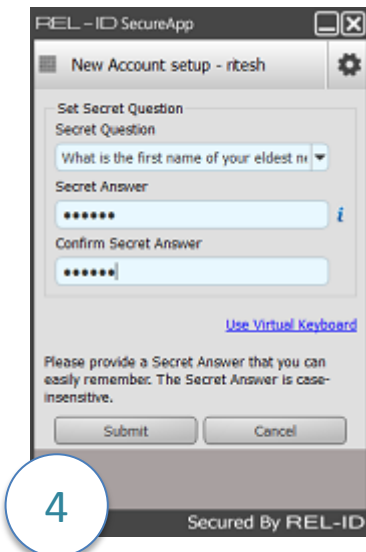 REL-ID SecureApp
New Account setup - ritesh
Set Secret Question
Secret Question
What is the first name of your eldest ne
Secret Answer
••••••
i
Confirm Secret Answer
••••••
Use Virtual Keyboard
Please provide a Secret Answer that you can
easily remember. The Secret Answer is case-
insensitive.
Submit Cancel
4
Secured By REL-ID